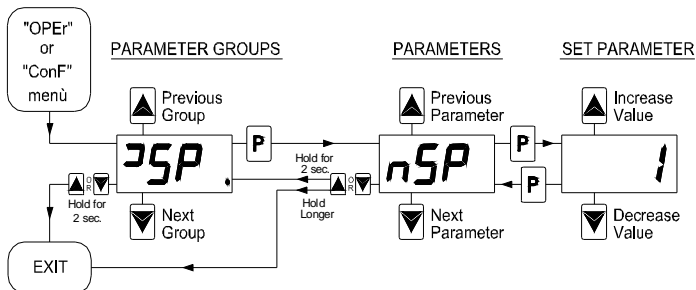 "OPEr"
or
"ConF"
menù
PARAMETER GROUPS
PARAMETERS
SET PARAMETER
Previous
Group
Previous
Parameter
Increase
Value
P
P
P
Hold for
2 sec.
Hold
Longer
OR
OR
Hold for
2 sec.
nSP
1
Next
Group
Next
Parameter
Decrease
Value
EXIT